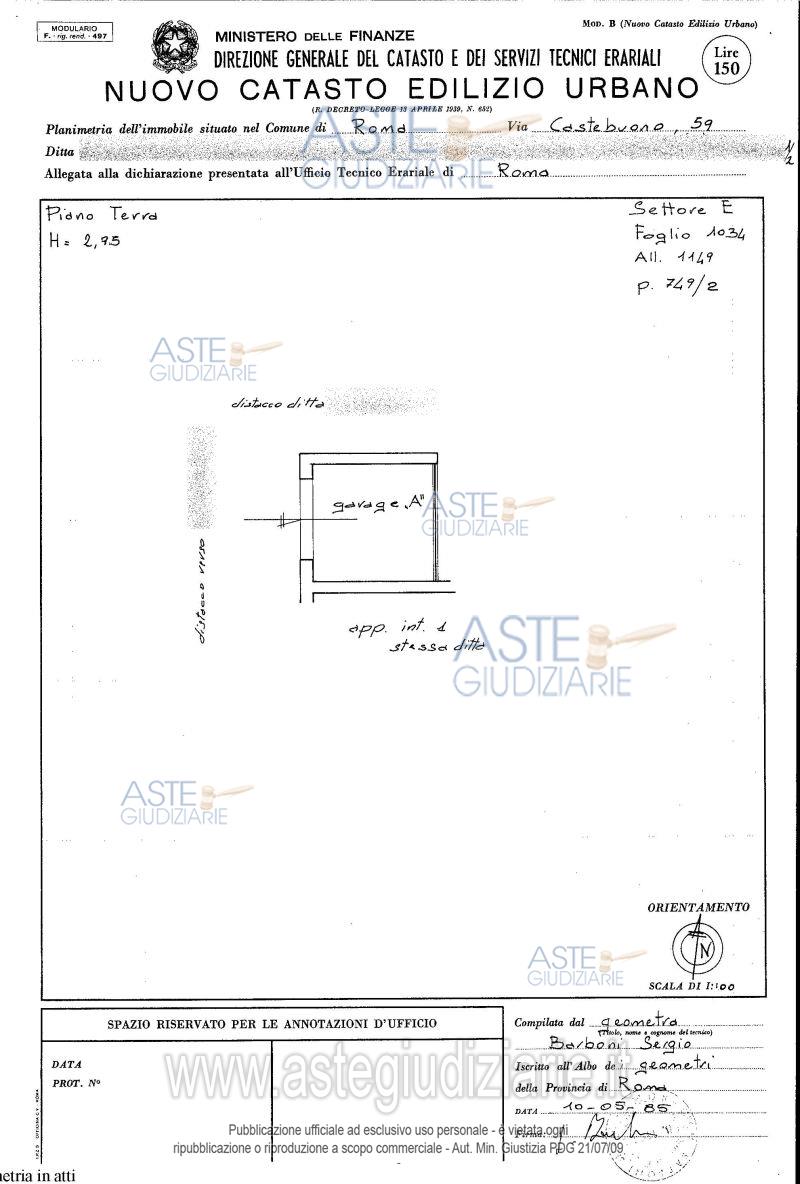 MODULARIO
F. - rig. rend. - 497
MOD. B (Nuovo Catasto Edilizio Urbano)
MINISTERO DELLE FINANZE
DIREZIONE GENERALE DEL CATASTO E DEI SERVIZI TECNICI ERARIALI
NUOVO CATASTO EDILIZIO URBANO
Lire
150
(R. DECRETO-LEGGE 13 APRILE 1939, N. 652)
Planimetria dell'immobile situato nel Comune di Roma Via Castebuono, 59
Ditta 1/2
Allegata alla dichiarazione presentata all'Ufficio Tecnico Erariale di Roma
ASTE
GIUDIZIARIE
Piano Terra
H= 2,95
Settore E
Foglio 1034
All. 1149
p. 749/2
ASTE
GIUDIZIARIE
distacco ditta
garage "A"
ASTE
GIUDIZIARIE
distacco verso
app. int. 1
stessa ditta
ASTE
GIUDIZIARIE
ASTE
GIUDIZIARIE
ORIENTAMENTO
N
SCALA DI 1:100
ASTE
GIUDIZIARIE
SPAZIO RISERVATO PER LE ANNOTAZIONI D'UFFICIO
DATA
PROT. N°
Compilata dal geometra
(Titolo, nome e cognome del tecnico)
Barboni Sergio
Iscritto all'Albo dei geometri
della Provincia di Roma
DATA 10-05-85
Firma:
www.astegiudiziarie.it
Pubblicazione ufficiale ad esclusivo uso personale - è vietata ogni
ripubblicazione o riproduzione a scopo commerciale - Aut. Min. Giustizia PDG 21/07/09
etria in atti